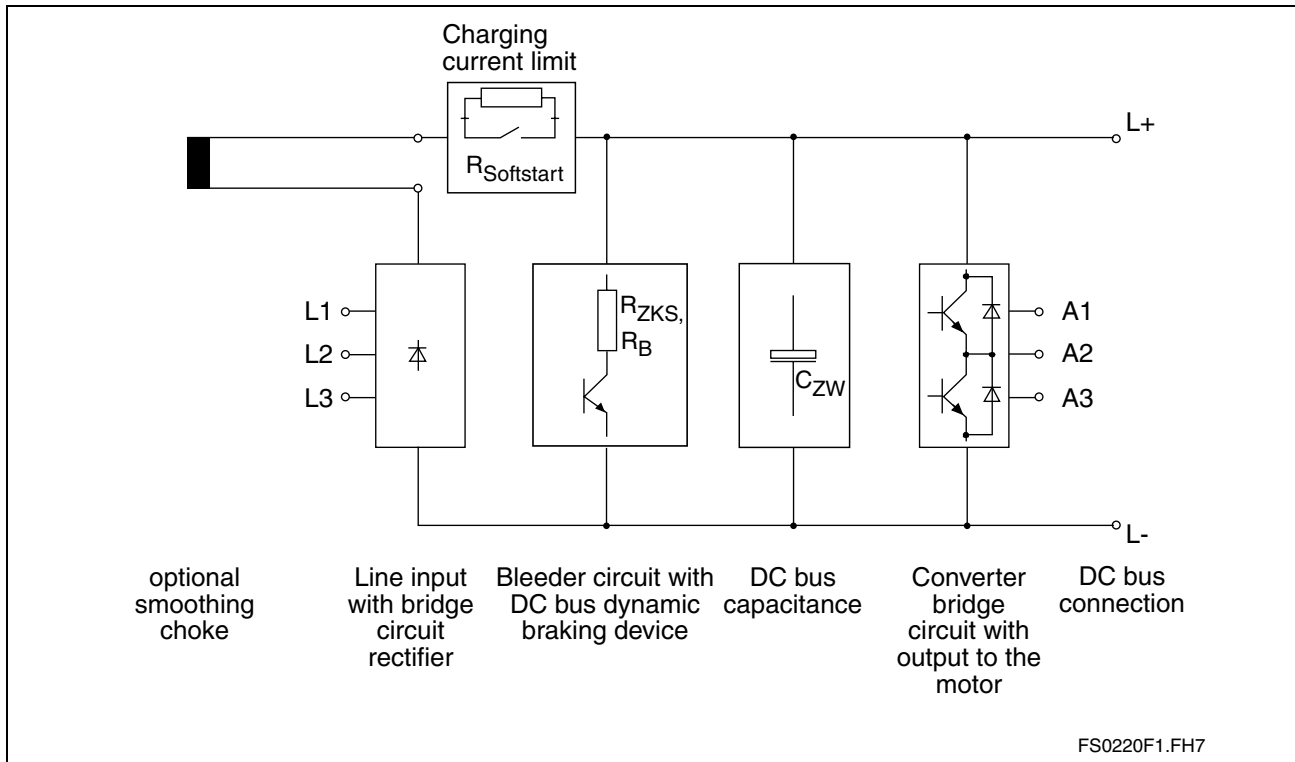 Charging
current limit
RSoftstart
L+
L1
L2
L3
RZKS,
RB
CZW
A1
A2
A3
L-
optional
smoothing
choke
Line input
with bridge
circuit
rectifier
Bleeder circuit with
DC bus dynamic
braking device
DC bus
capacitance
Converter
bridge
circuit with
output to the
motor
DC bus
connection
FS0220F1.FH7